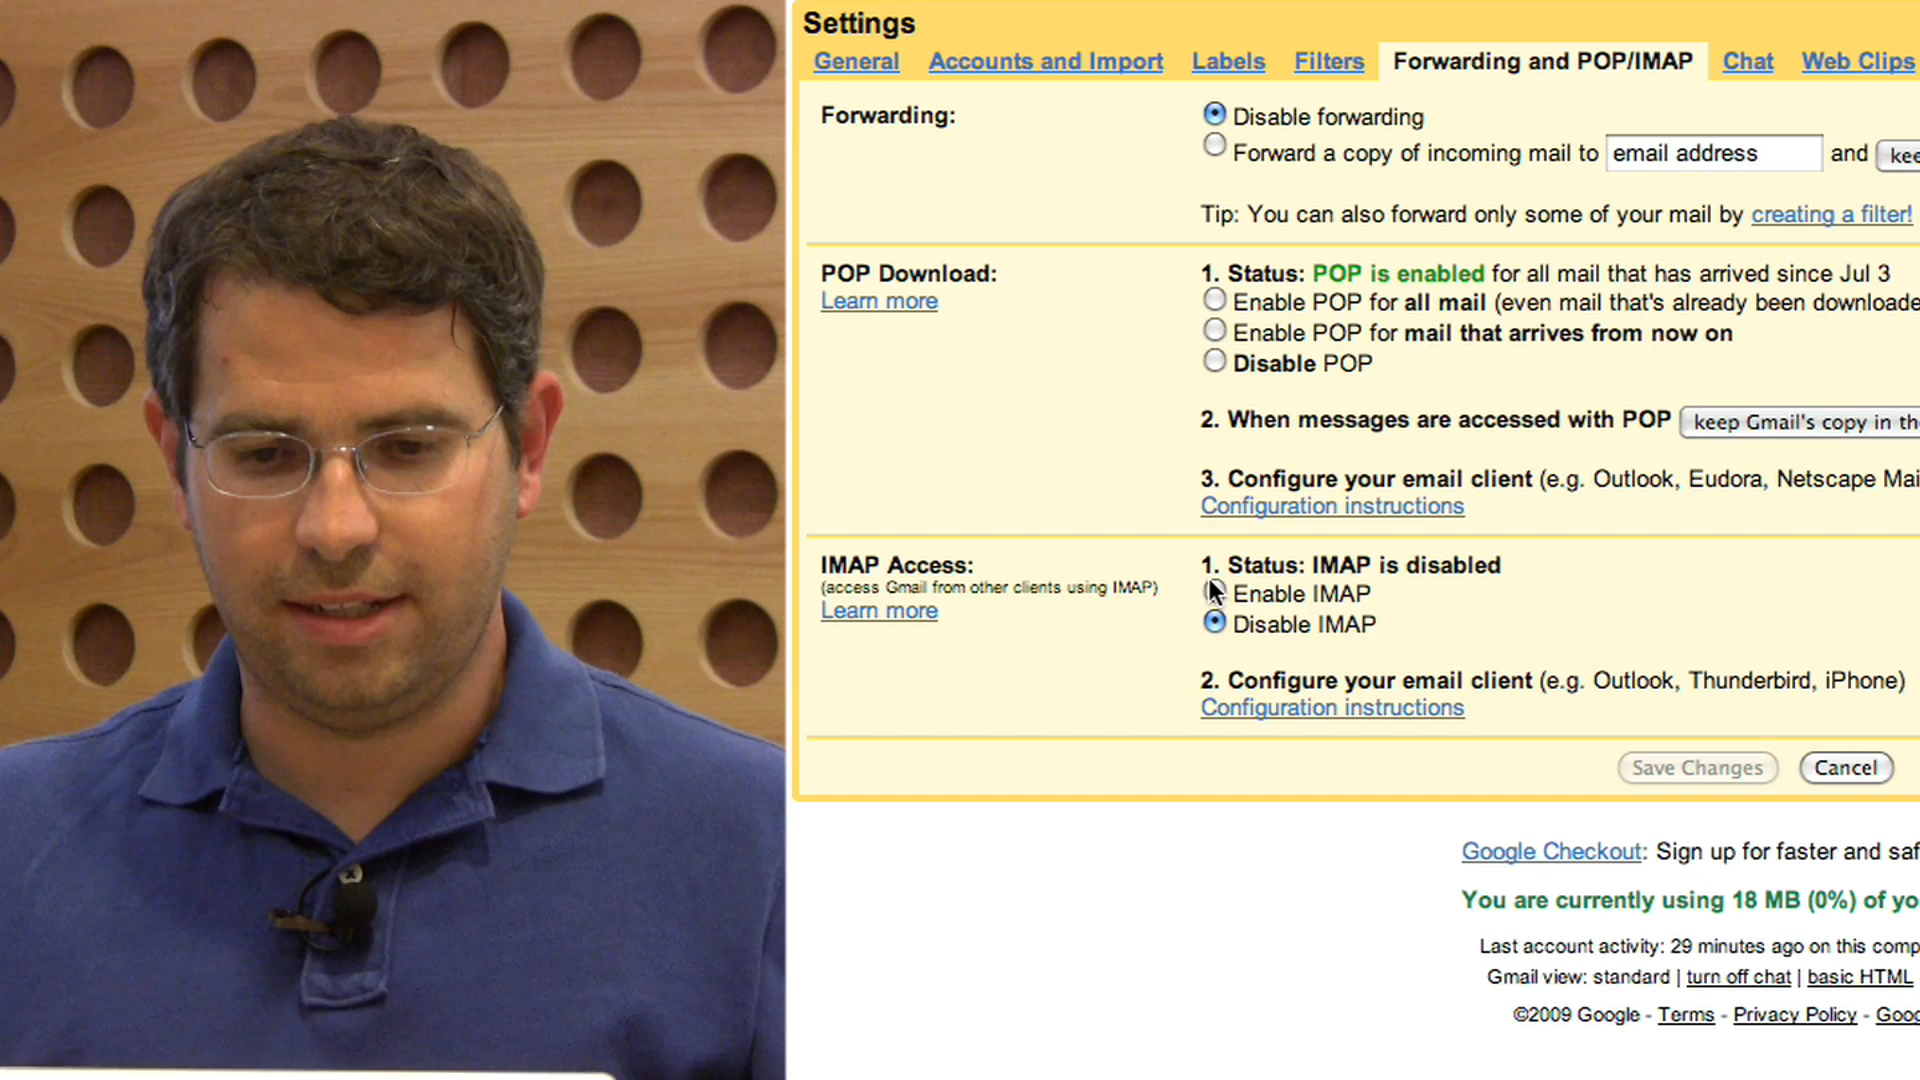 Settings
General Accounts and Import Labels Filters Forwarding and POP/IMAP Chat Web Clips
Forwarding:
Disable forwarding
Forward a copy of incoming mail to email address and
Tip: You can also forward only some of your mail by creating a filter!
POP Download:
Learn more
1. Status: POP is enabled for all mail that has arrived since Jul 3
Enable POP for all mail (even mail that's already been
Enable POP for mail that arrives from now on
Disable POP
2. When messages are accessed with POP keep Gmail's copy in
3. Configure your email client (e.g. Outlook, Eudora, Netscape
Configuration instructions
IMAP Access:
(access Gmail from other clients using IMAP)
Learn more
1. Status: IMAP is disabled
Enable IMAP
Disable IMAP
2. Configure your email client (e.g. Outlook, Thunderbird, iPhone)
Configuration instructions
Save Changes Cancel
Google Checkout: Sign up for faster and
You are currently using 18 MB (0%) of
Last account activity: 29 minutes ago on this
Gmail view: standard | turn off chat | basic HTML
©2009 Google - Terms - Privacy Policy -